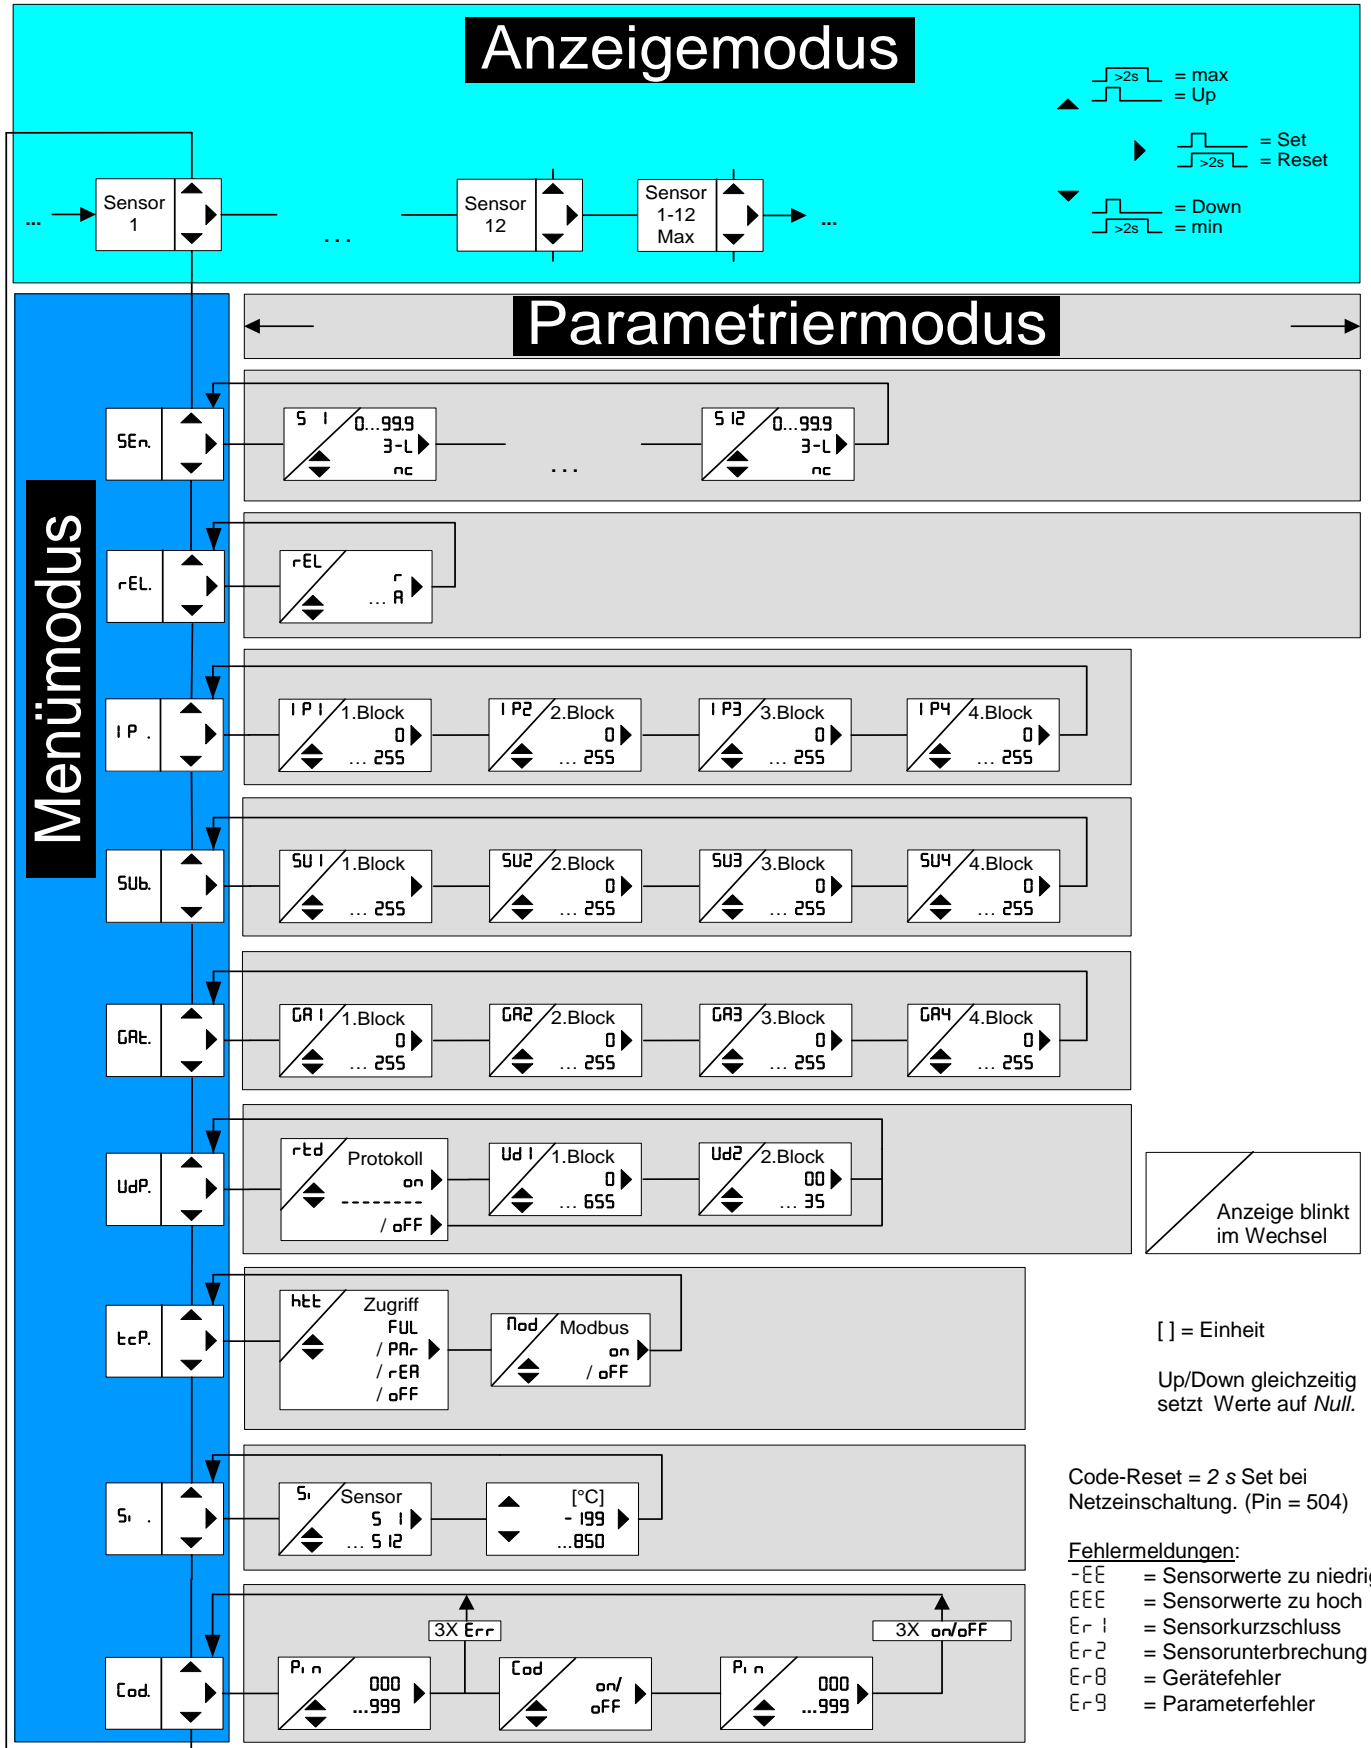 Anzeigemodus
>2s = max
= Up
= Set
>2s = Reset
= Down
>2s = min
...
Sensor
1
...
Sensor
12
Sensor
1-12
Max
...
Parametriermodus
Menümodus
SEn.
S 1
0...99.9
3-L
nc
...
S 12
0...99.9
3-L
nc
rEL.
rEL
r
... A
IP .
IP1 1.Block
0
... 255
IP2 2.Block
0
... 255
IP3 3.Block
0
... 255
IP4 4.Block
0
... 255
SUb.
SU1 1.Block
... 255
SU2 2.Block
0
... 255
SU3 3.Block
0
... 255
SU4 4.Block
0
... 255
GAt.
GA1 1.Block
0
... 255
GA2 2.Block
0
... 255
GA3 3.Block
0
... 255
GA4 4.Block
0
... 255
UdP.
rtd
Protokoll
on
--------
/ oFF
Ud1 1.Block
0
... 655
Ud2 2.Block
00
... 35
Anzeige blinkt
im Wechsel
tcP.
htt
Zugriff
FUL
/ PAr
/ rEA
/ oFF
Mod Modbus
on
/ oFF
[ ] = Einheit
Up/Down gleichzeitig
setzt Werte auf Null.
Si .
Si Sensor
S 1
... S12
[°C]
-199
...850
Code-Reset = 2 s Set bei
Netzeinschaltung. (Pin = 504)
Fehlermeldungen:
-EE = Sensorwerte zu niedrig
EEE = Sensorwerte zu hoch
Er1 = Sensorkurzschluss
Er2 = Sensorunterbrechung
Er8 = Gerätefehler
Er9 = Parameterfehler
Cod.
Pin
000
...999
3X Err
Cod
on/
oFF
Pin
000
...999
3X on/oFF